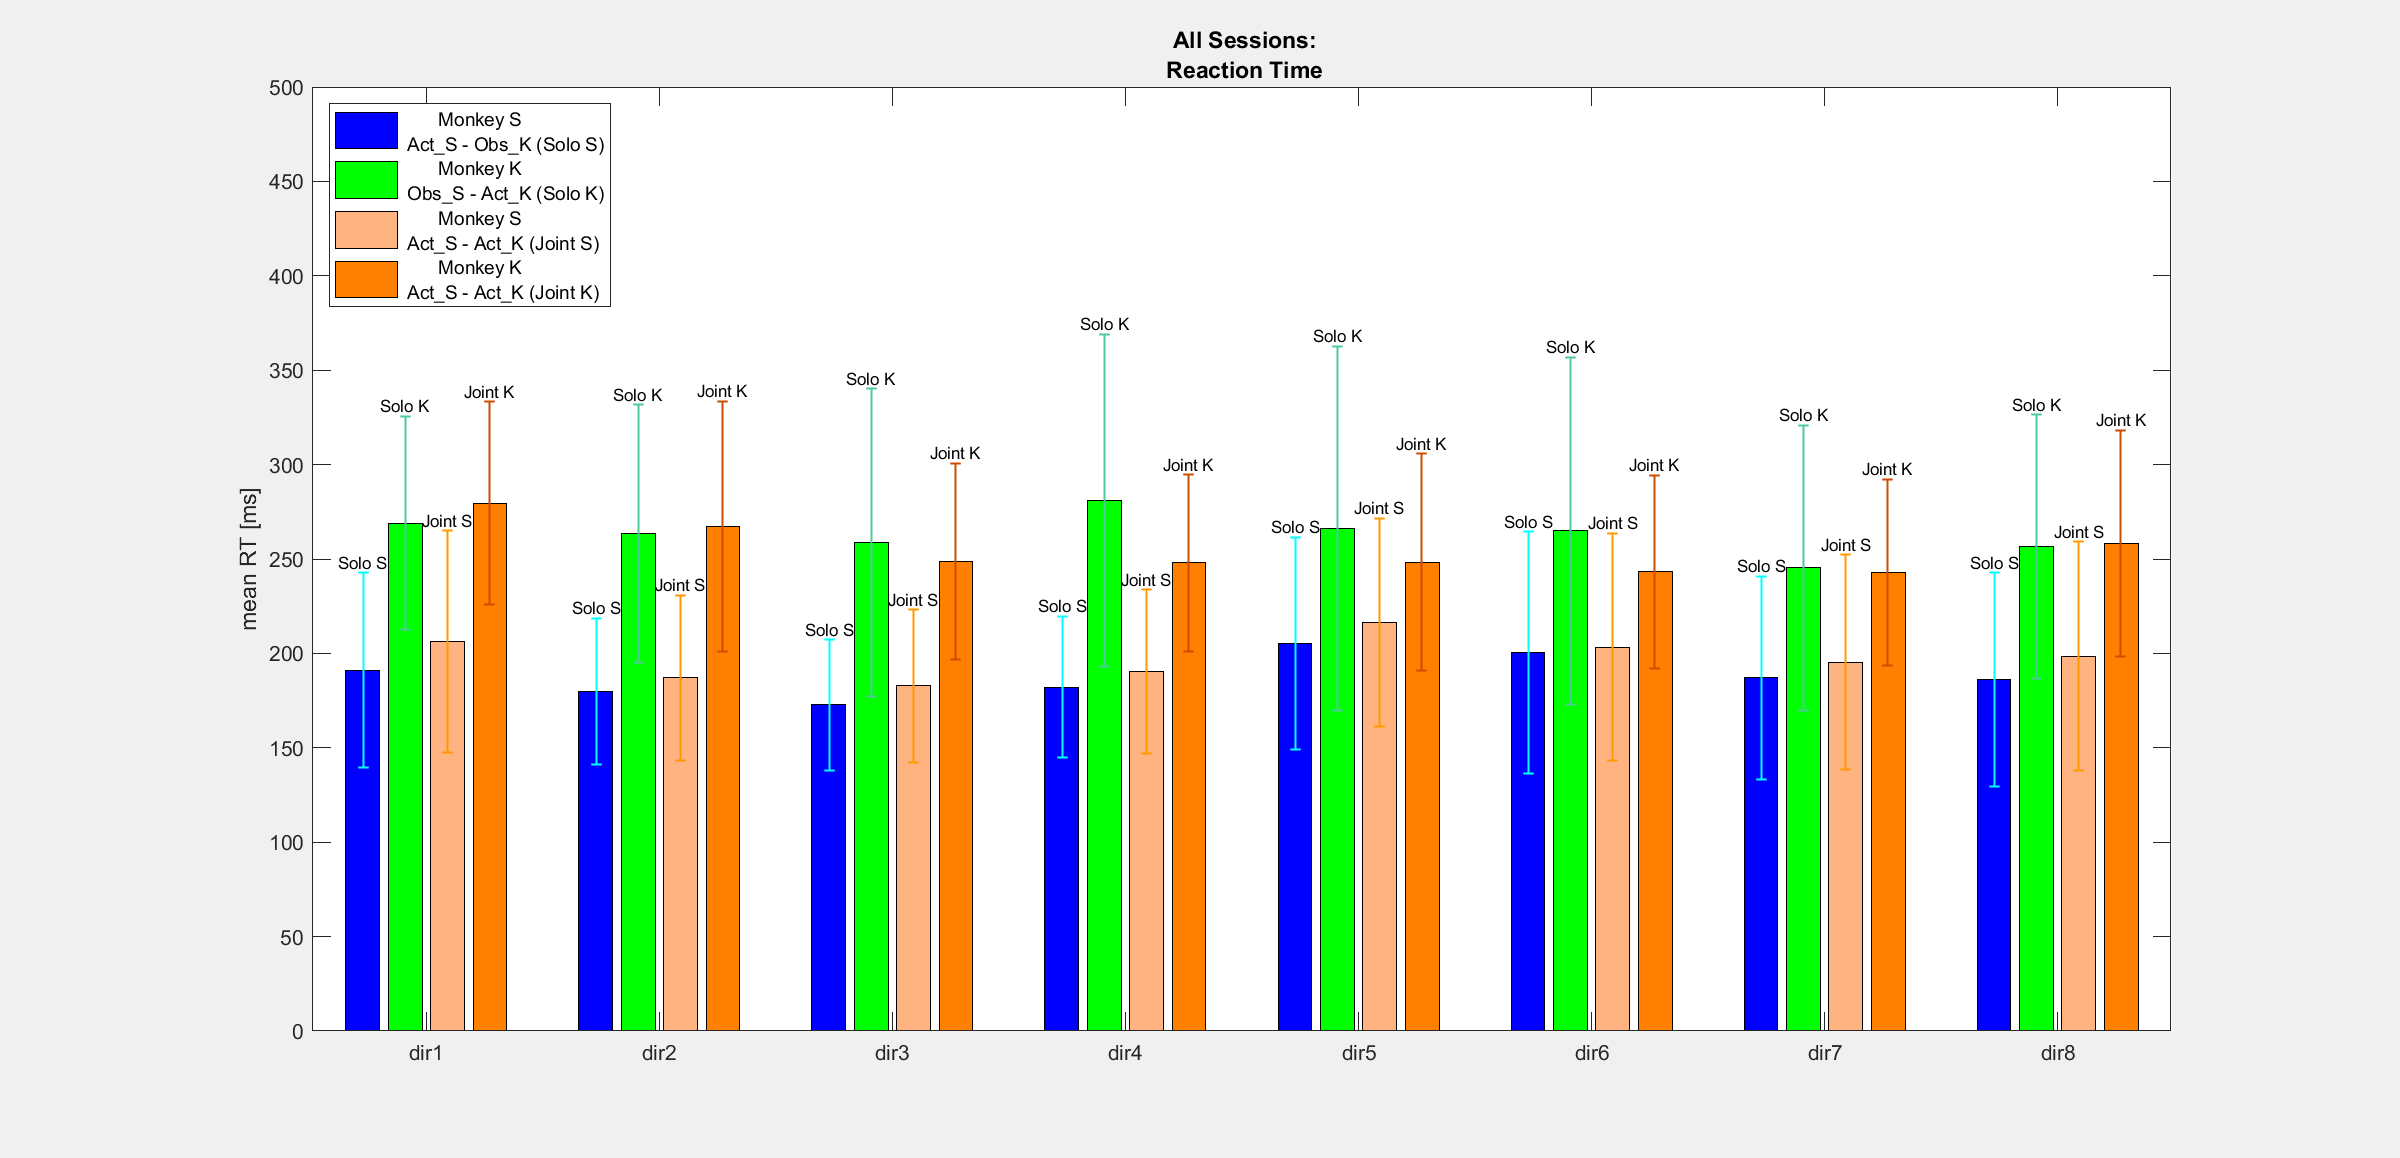 All Sessions:
Reaction Time
500
450
400
350
300
250
200
150
100
50
0
mean RT [ms]
Monkey S
Act_S - Obs_K (Solo S)
Monkey K
Obs_S - Act_K (Solo K)
Monkey S
Act_S - Act_K (Joint S)
Monkey K
Act_S - Act_K (Joint K)
Solo S
Solo K
Joint S
Joint K
Solo S
Solo K
Joint S
Joint K
Solo S
Solo K
Joint S
Joint K
Solo S
Solo K
Joint S
Joint K
Solo S
Solo K
Joint S
Joint K
Solo S
Solo K
Joint S
Joint K
Solo S
Solo K
Joint S
Joint K
Solo S
Solo K
Joint S
Joint K
dir1
dir2
dir3
dir4
dir5
dir6
dir7
dir8